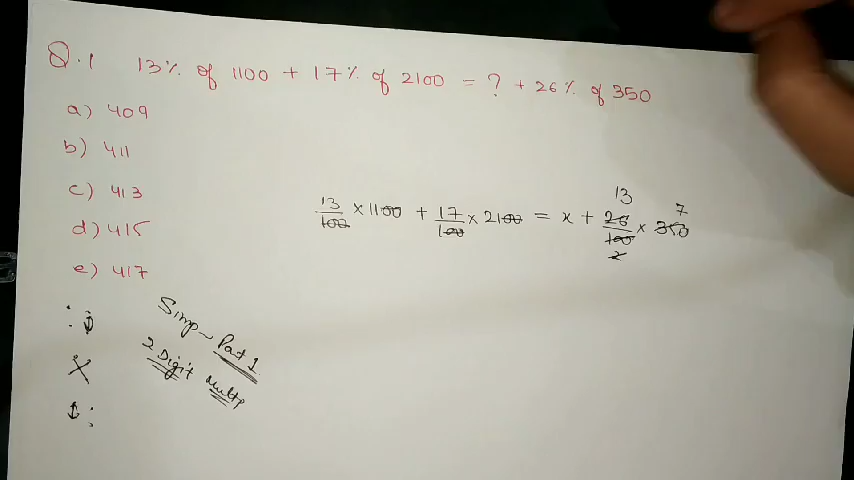 Q.1 13% of 1100 + 17% of 2100 = ? + 26% of 350
a) 409
b) 411
c) 413
d) 415
e) 417
13/100 × 1100 + 17/100 × 2100 = x + 26/100 × 350
13
7
2
Simp~ Part 1
2 Digit multp